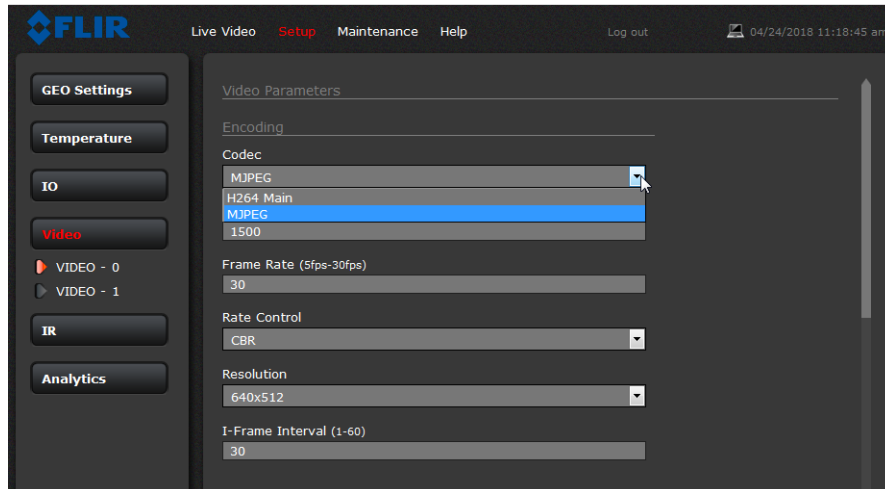 FLIR
Live Video Setup Maintenance Help Log out 04/24/2018 11:18:45 am
GEO Settings
Temperature
IO
Video
VIDEO - 0
VIDEO - 1
IR
Analytics
Video Parameters
Encoding
Codec
MJPEG
H264 Main
MJPEG
1500
Frame Rate (5fps-30fps)
30
Rate Control
CBR
Resolution
640x512
I-Frame Interval (1-60)
30